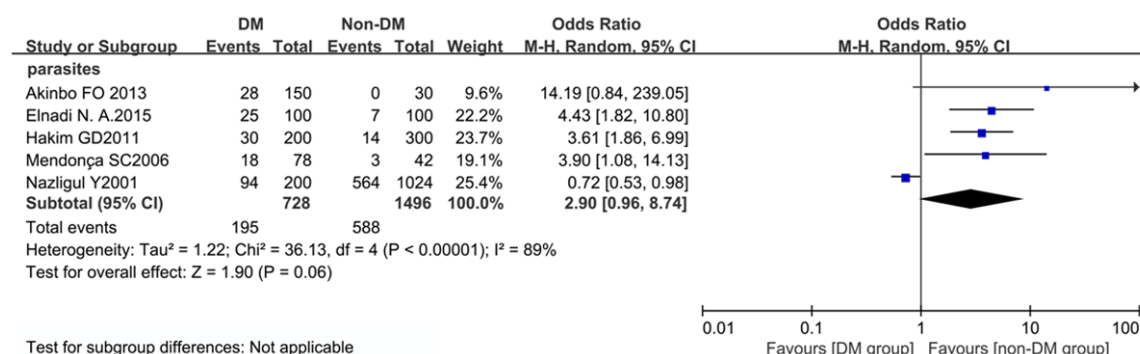 DM Non-DM Odds Ratio Odds Ratio
Study or Subgroup Events Total Events Total Weight M-H, Random, 95% CI M-H, Random, 95% CI
parasites
Akinbo FO 2013 28 150 0 30 9.6% 14.19 [0.84, 239.05]
Elnadi N. A.2015 25 100 7 100 22.2% 4.43 [1.82, 10.80]
Hakim GD2011 30 200 14 300 23.7% 3.61 [1.86, 6.99]
Mendonça SC2006 18 78 3 42 19.1% 3.90 [1.08, 14.13]
Nazligul Y2001 94 200 564 1024 25.4% 0.72 [0.53, 0.98]
Subtotal (95% CI) 728 1496 100.0% 2.90 [0.96, 8.74]
Total events 195 588
Heterogeneity: Tau² = 1.22; Chi² = 36.13, df = 4 (P < 0.00001); I² = 89%
Test for overall effect: Z = 1.90 (P = 0.06)
0.01 0.1 1 10 100
Test for subgroup differences: Not applicable Favours [DM group] Favours [non-DM group]